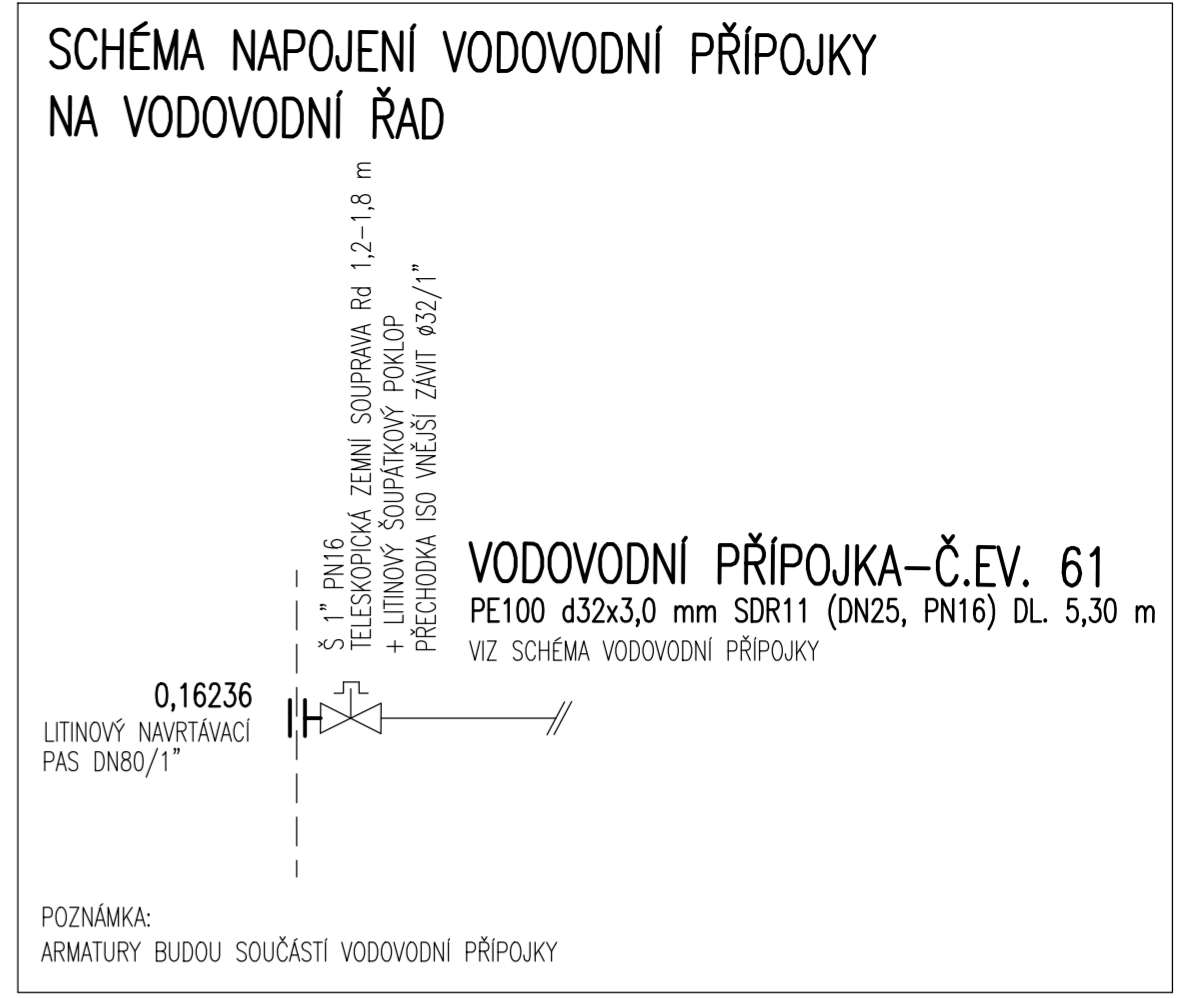 SCHÉMA NAPOJENÍ VODOVODNÍ PŘÍPOJKY
NA VODOVODNÍ ŘAD
Š 1" PN16
TELESKOPICKÁ ZEMNÍ SOUPRAVA Rd 1,2-1,8 m
+ LITINOVÝ ŠOUPÁTKOVÝ POKLOP
PŘECHODKA ISO VNĚJŠÍ ZÁVIT ø32/1"
VODOVODNÍ PŘÍPOJKA-Č.EV. 61
PE100 d32x3,0 mm SDR11 (DN25, PN16) DL. 5,30 m
VIZ SCHÉMA VODOVODNÍ PŘÍPOJKY
0,16236
LITINOVÝ NAVRTÁVACÍ
PAS DN80/1"
POZNÁMKA:
ARMATURY BUDOU SOUČÁSTÍ VODOVODNÍ PŘÍPOJKY